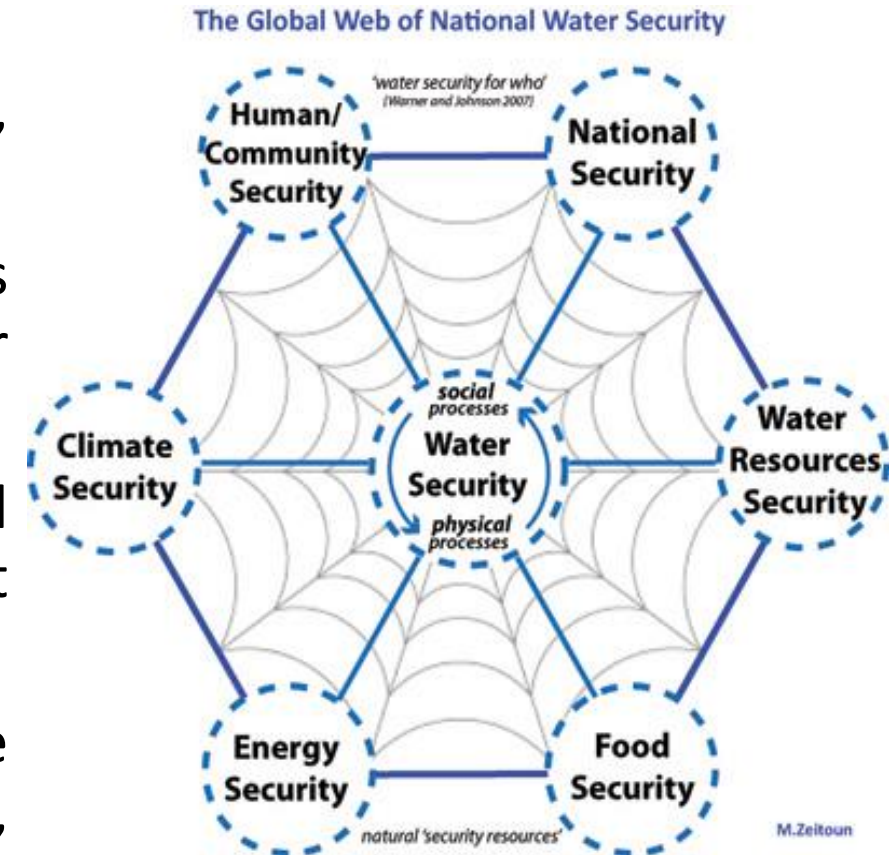 The Global Web of National Water Security
'water security for who'
(Warner and Johnson 2007)
Human/
Community
Security
National
Security
,
s
r
social
processes
Water
Security
physical
processes
Climate
Security
Water
Resources
Security
t
e
Energy
Security
Food
Security
,
natural 'security resources'
M.Zeitoun